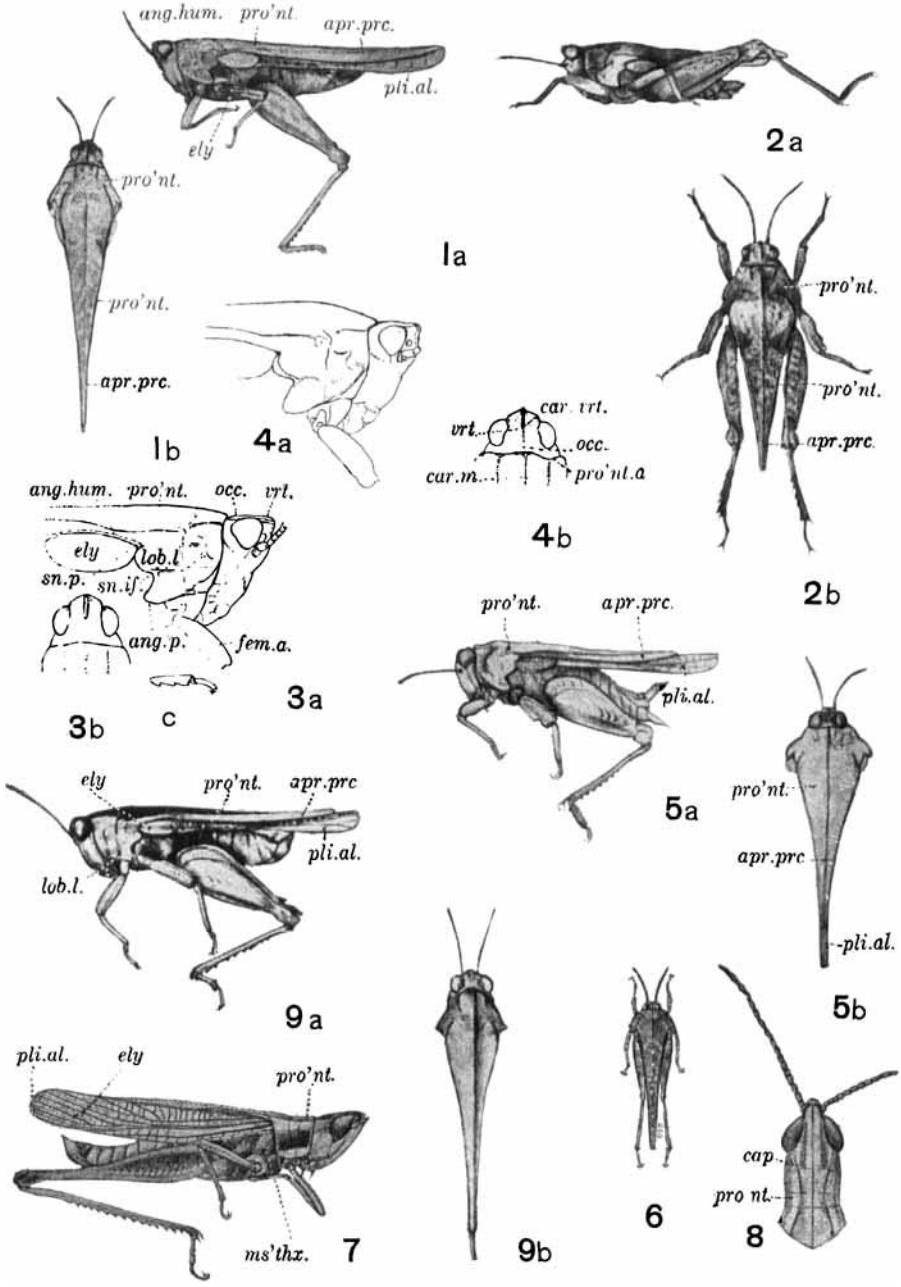 ang.hum. pro'nt. apr.prc.
pli.al.
ely
1a
2a
pro'nt.
pro'nt.
apr.prc.
1b
pro'nt.
pro'nt.
apr.prc.
2b
4a
car. vrt.
vrt.
occ.
car.m.
pro'nt.a
4b
ang.hum. pro'nt. occ. vrt.
ely
lob.l
sn.p. sn.if.
ang.p.
fem.a.
3b
c
3a
pro'nt. apr.prc.
pli.al.
5a
pro'nt.
apr.prc
pli.al.
5b
ely pro'nt. apr.prc
pli.al.
lob.l.
9a
pli.al. ely pro'nt.
ms'thx.
7
9b
6
cap
pro nt.
8